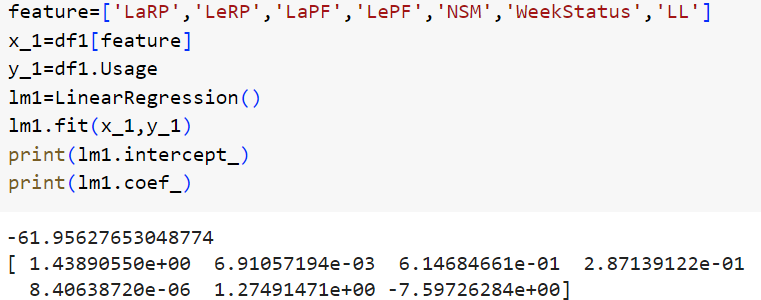 feature=['LaRP','LeRP','LaPF','LePF','NSM','WeekStatus','LL']
x_1=df1[feature]
y_1=df1.Usage
lm1=LinearRegression()
lm1.fit(x_1,y_1)
print(lm1.intercept_)
print(lm1.coef_)
-61.95627653048774
[ 1.43890550e+00  6.91057194e-03  6.14684661e-01  2.87139122e-01
  8.40638720e-06  1.27491471e+00 -7.59726284e+00]